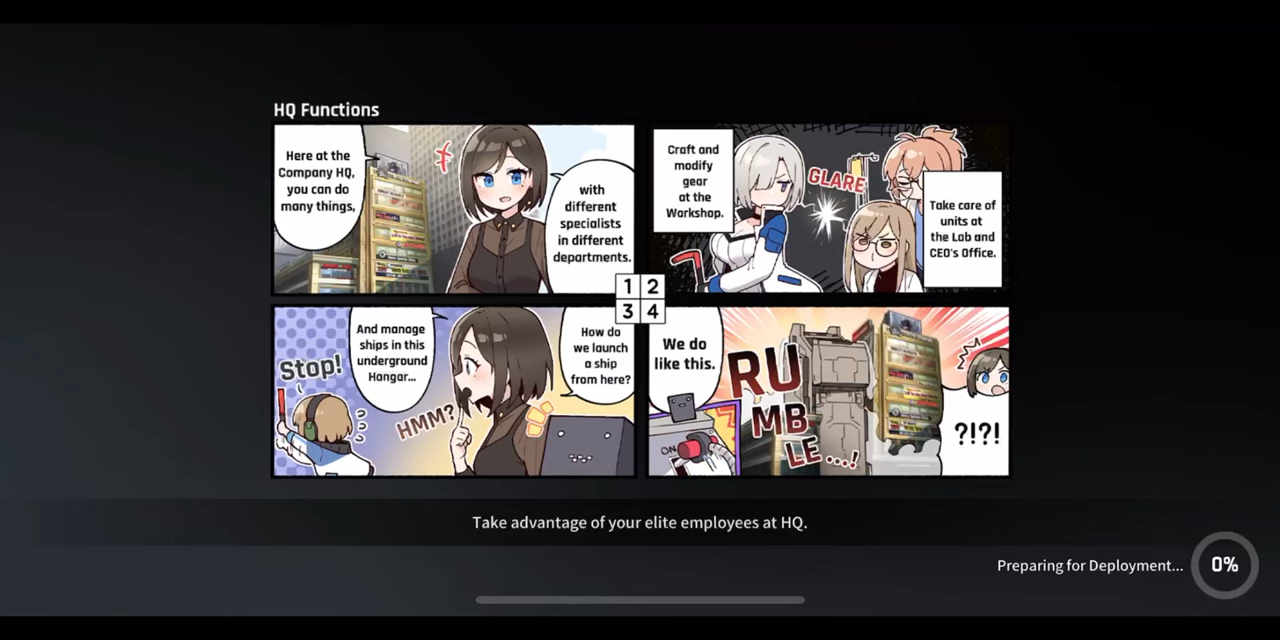 HQ Functions
Here at the
Company HQ,
you can do
many things,
with
different
specialists
in different
departments.
Craft and
modify
gear
at the
Workshop.
GLARE
Take care of
units at
the Lab and
CEO's Office.
1 2
3 4
Stop!
And manage
ships in this
underground
Hangar...
HMM?
How do
we launch
a ship
from here?
We do
like this.
ON
RU
MB
LE...!
?!?!
Take advantage of your elite employees at HQ.
Preparing for Deployment...
0%